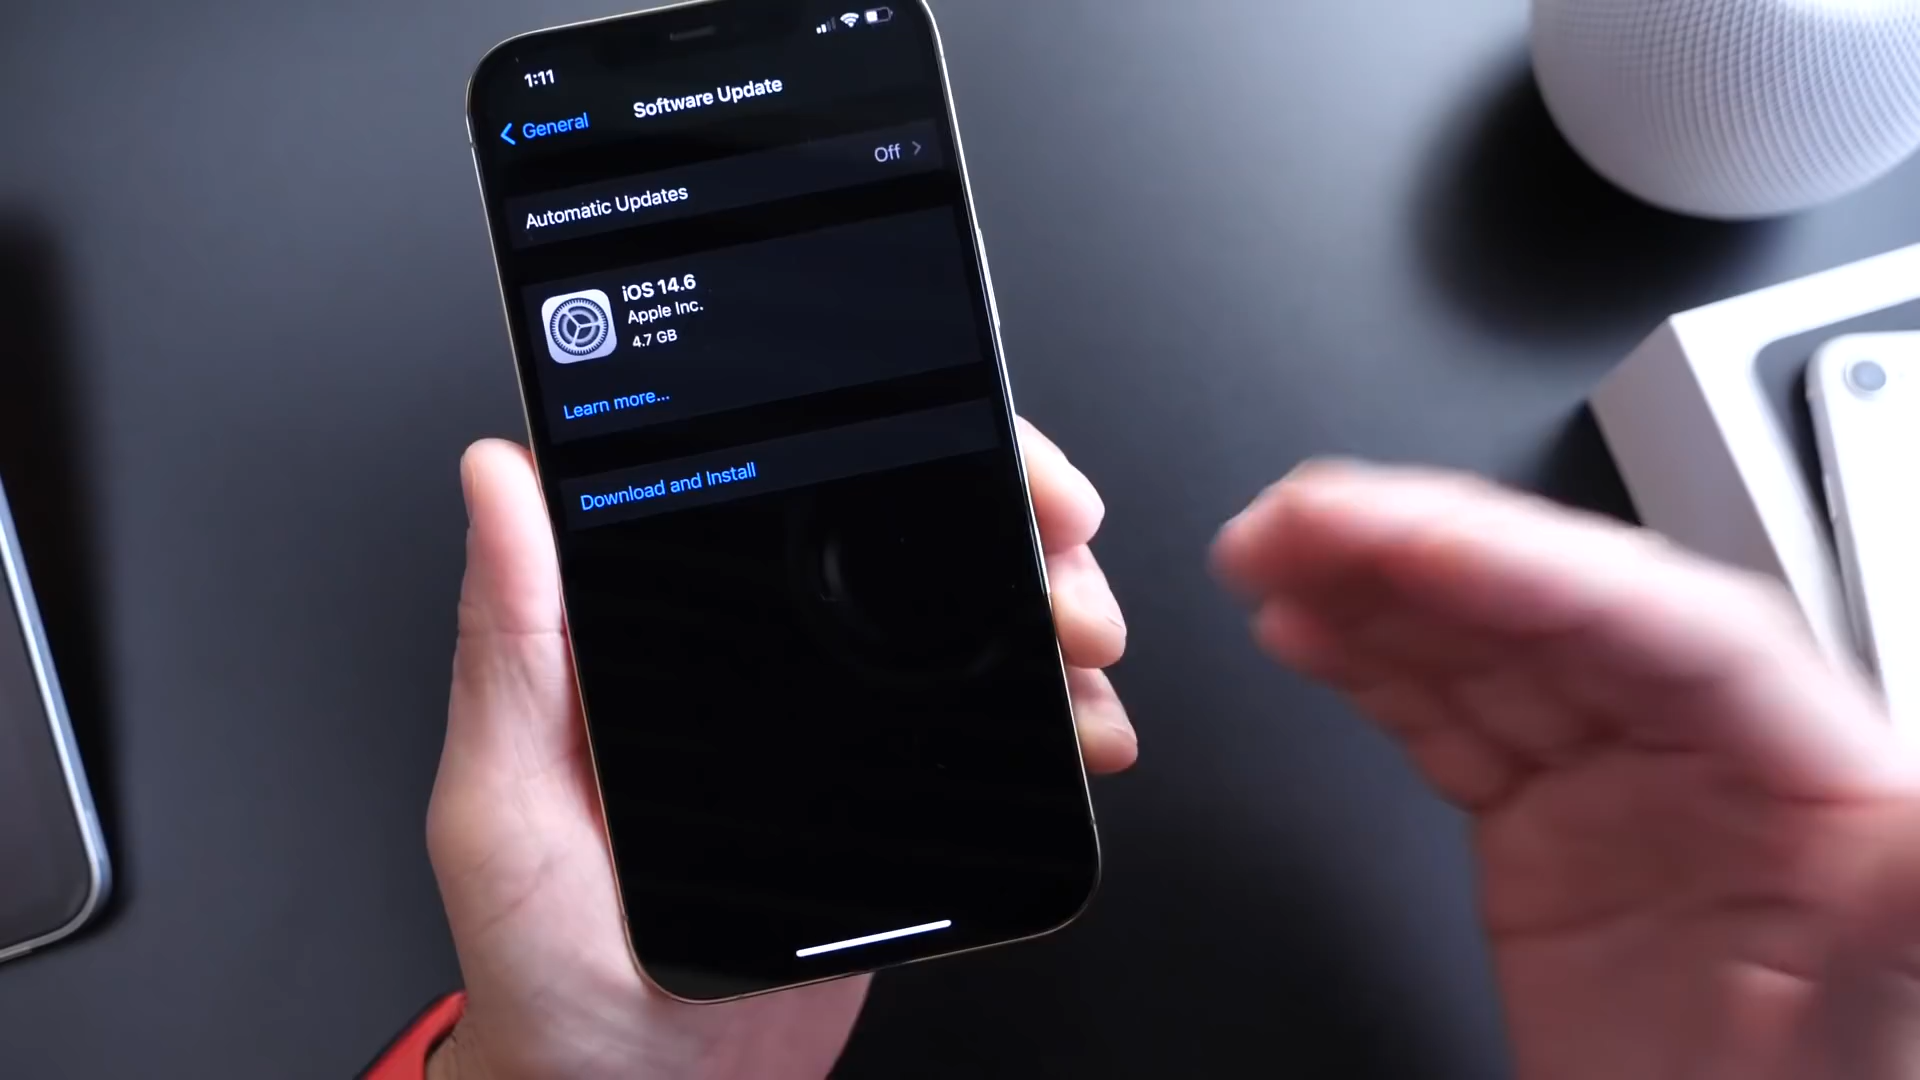 1:11
General
Software Update
Automatic Updates
Off
iOS 14.6
Apple Inc.
4.7 GB
Learn more...
Download and Install